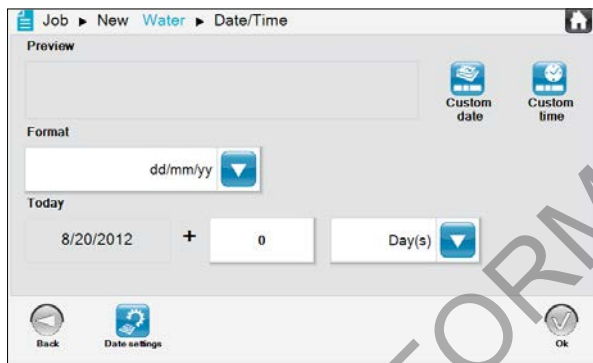 Job ▶ New Water ▶ Date/Time
Preview
Custom date
Custom time
Format
dd/mm/yy
Today
8/20/2012 + 0 Day(s)
Back
Date settings
Ok
FORM